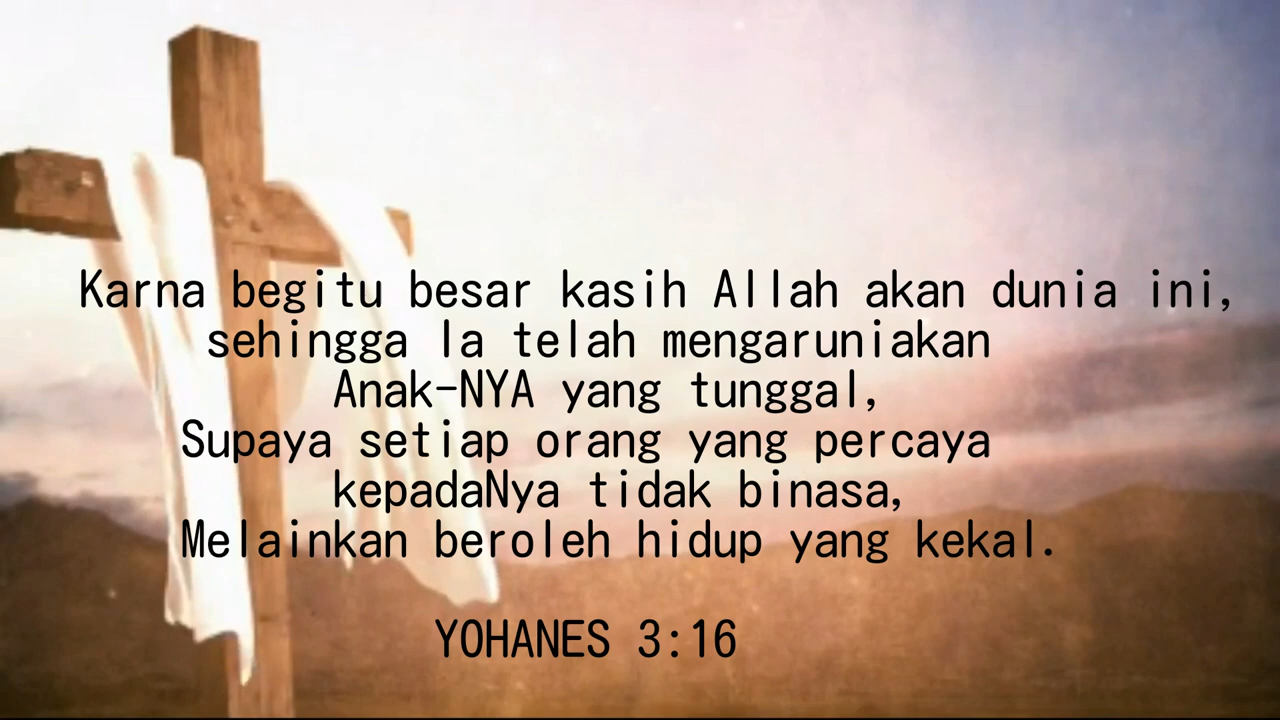 Karna begitu besar kasih Allah akan dunia ini,
sehingga Ia telah mengaruniakan
Anak-NYA yang tunggal,
Supaya setiap orang yang percaya
kepadaNya tidak binasa,
Melainkan beroleh hidup yang kekal.
YOHANES 3:16